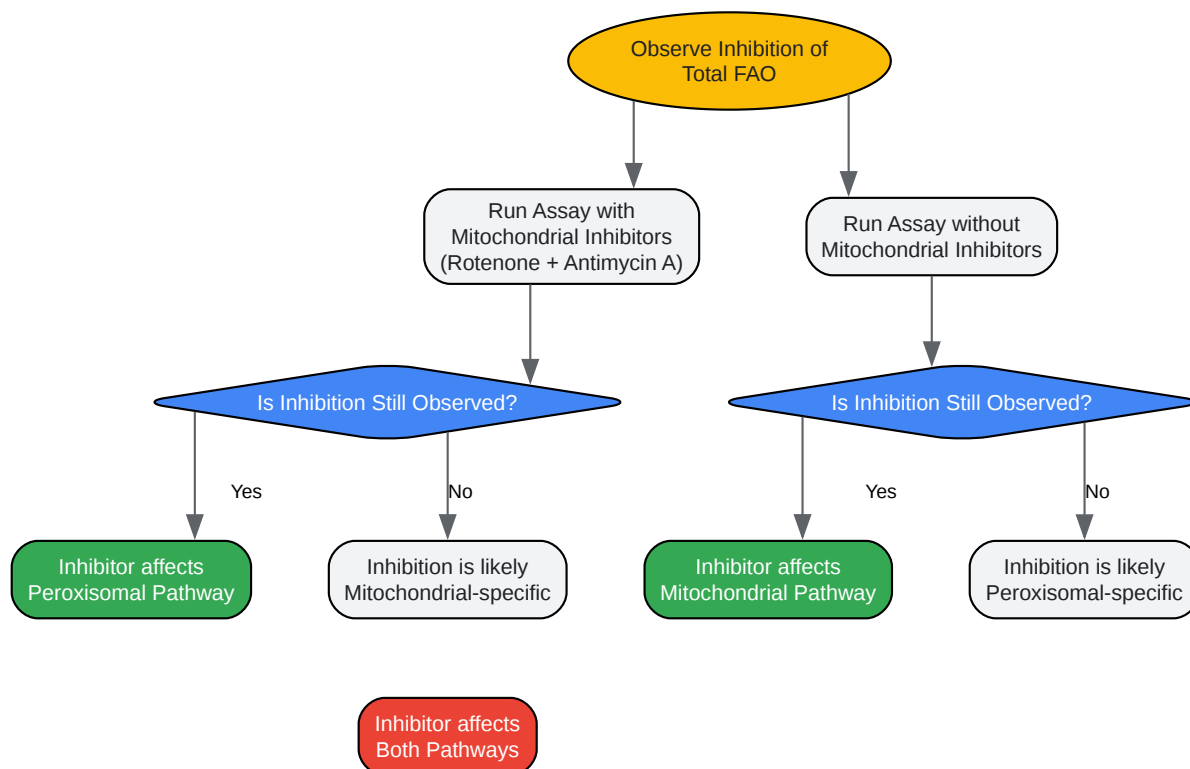 Observe Inhibition of
Total FAO
Run Assay with
Mitochondrial Inhibitors
(Rotenone + Antimycin A)
Run Assay without
Mitochondrial Inhibitors
Is Inhibition Still Observed?
Is Inhibition Still Observed?
Yes
No
Yes
No
Inhibitor affects
Peroxisomal Pathway
Inhibition is likely
Mitochondrial-specific
Inhibitor affects
Mitochondrial Pathway
Inhibition is likely
Peroxisomal-specific
Inhibitor affects
Both Pathways